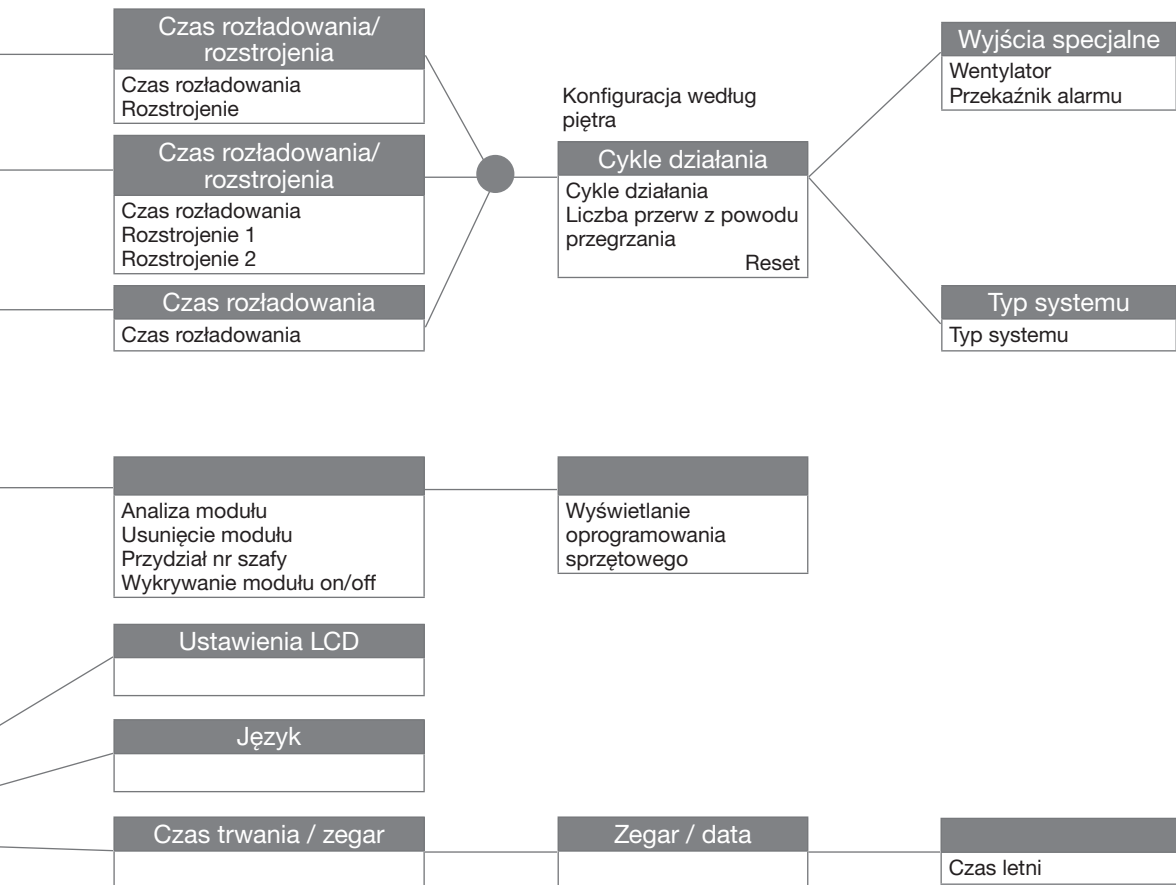 Czas rozładowania/
rozstrojenia
Czas rozładowania
Rozstrojenie
Czas rozładowania/
rozstrojenia
Czas rozładowania
Rozstrojenie 1
Rozstrojenie 2
Czas rozładowania
Czas rozładowania
Konfiguracja według
piętra
Cykle działania
Cykle działania
Liczba przerw z powodu
przegrzania
Reset
Wyjścia specjalne
Wentylator
Przekaźnik alarmu
Typ systemu
Typ systemu
Analiza modułu
Usunięcie modułu
Przydział nr szafy
Wykrywanie modułu on/off
Wyświetlanie
oprogramowania
sprzętowego
Ustawienia LCD
Język
Czas trwania / zegar
Zegar / data
Czas letni